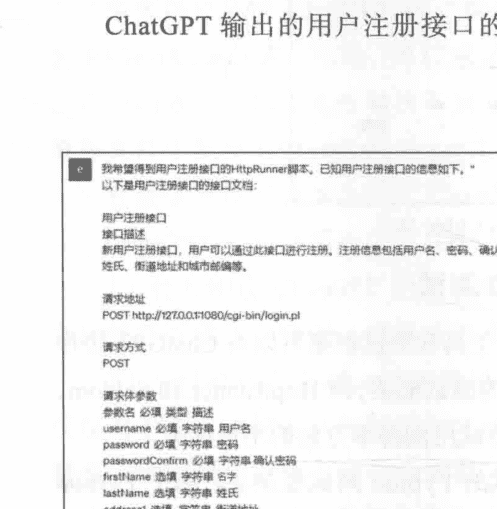 ChatGPT 输出的用户注册接口的
e
我希望得到用户注册接口的HttpRunner脚本。已知用户注册接口的信息如下。"
以下是用户注册接口的接口文档:
用户注册接口
接口描述
新用户注册接口，用户可以通过此接口进行注册。注册信息包括用户名、密码、确认
姓氏、街道地址和城市邮编等。
请求地址
POST http://127.0.0.1:1080/cgi-bin/login.pl
请求方式
POST
请求体参数
参数名 必填 类型 描述
username 必填 字符串 用户名
password 必填 字符串 密码
passwordConfirm 必填 字符串 确认密码
firstName 选填 字符串 名字
lastName 选填 字符串 姓氏
address1 选填 字符串 街道地址